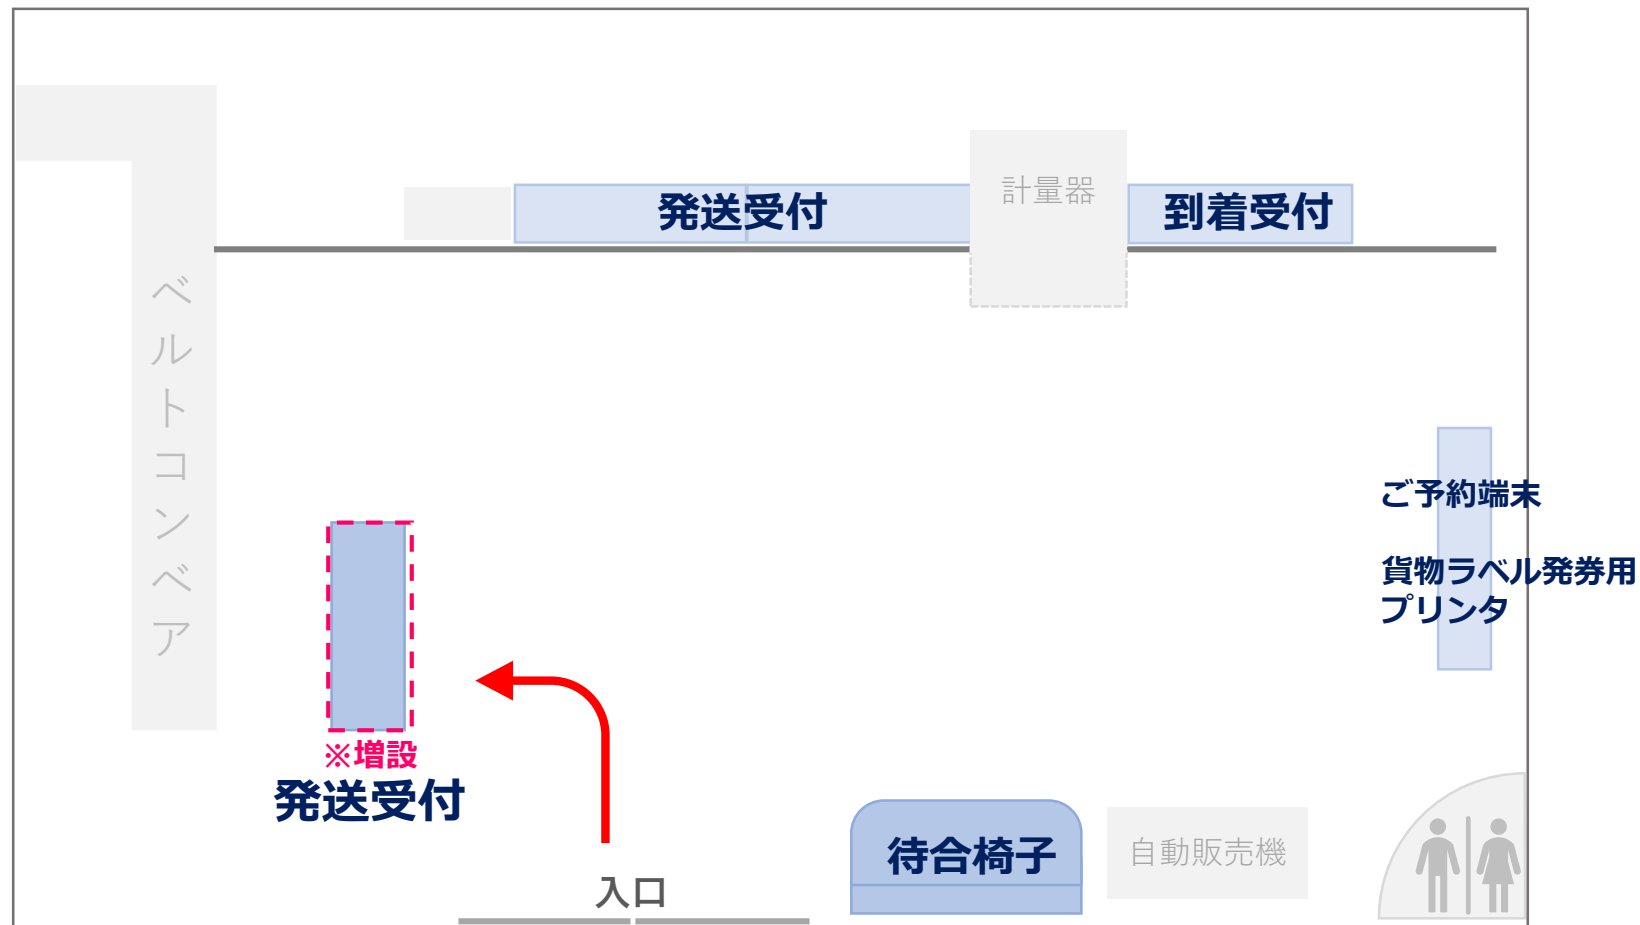 計量器
発送受付
到着受付
ベルトコンベア
ご予約端末
貨物ラベル発券用
プリンタ
※増設
発送受付
待合椅子
自動販売機
入口